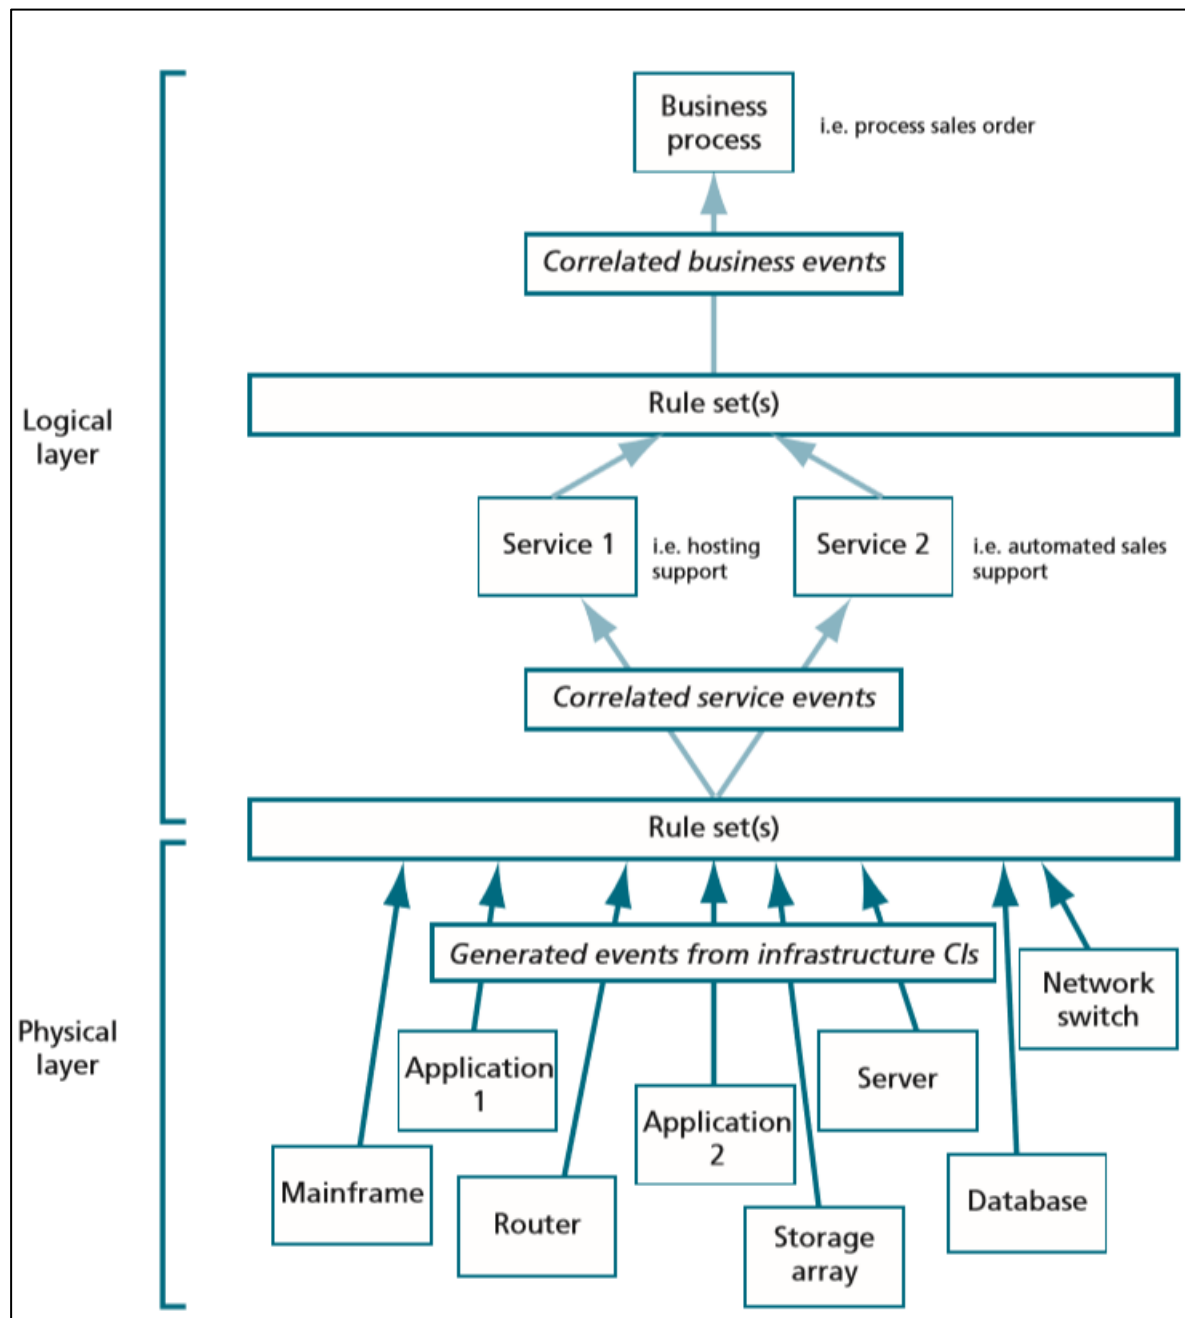 Business
process
i.e. process sales order
Correlated business events
Rule set(s)
Logical
layer
Service 1
i.e. hosting
support
Service 2
i.e. automated sales
support
Correlated service events
Rule set(s)
Physical
layer
Generated events from infrastructure CIs
Network
switch
Application
1
Server
Application
2
Mainframe
Router
Database
Storage
array